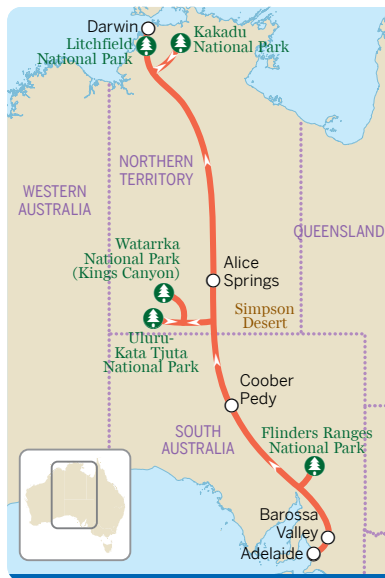 Darwin
Litchfield
National Park
Kakadu
National Park
NORTHERN
TERRITORY
WESTERN
AUSTRALIA
QUEENSLAND
Watarrka
National Park
(Kings Canyon)
Alice
Springs
Simpson
Desert
Uluru-
Kata Tjuta
National Park
Coober
Pedy
SOUTH
AUSTRALIA
Flinders Ranges
National Park
Barossa
Valley
Adelaide